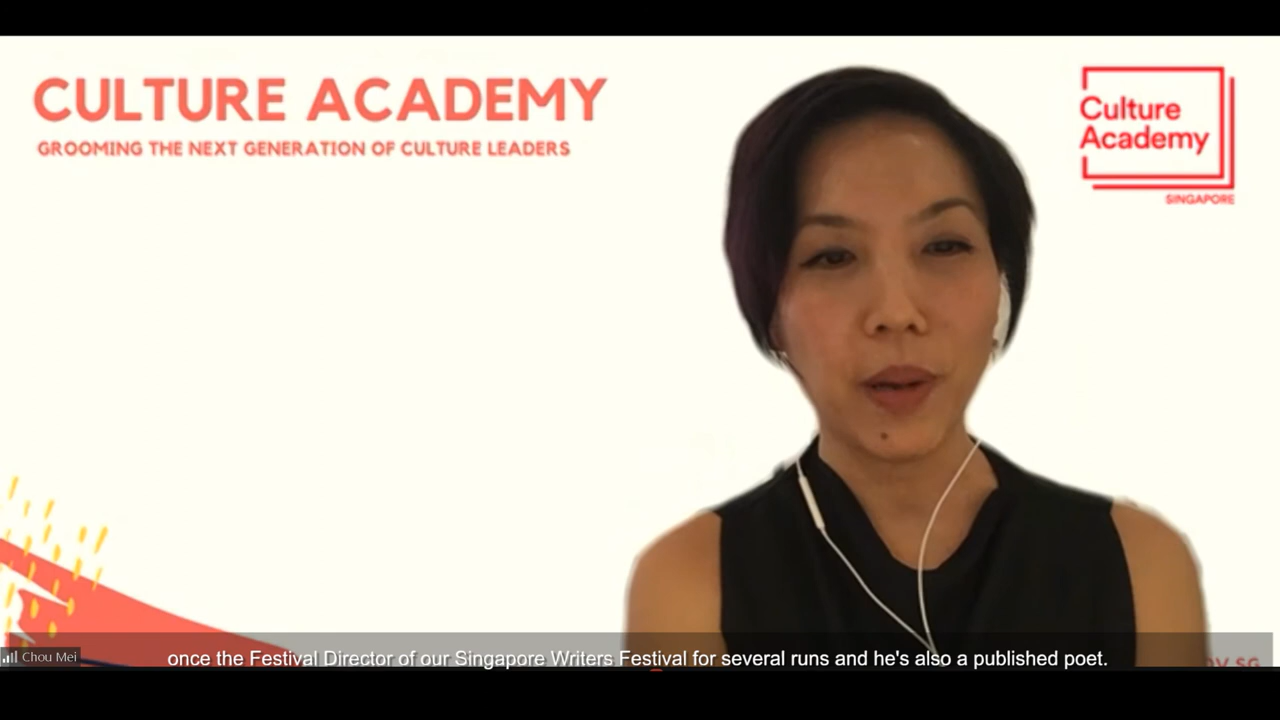 CULTURE ACADEMY
GROOMING THE NEXT GENERATION OF CULTURE LEADERS
Culture
Academy
SINGAPORE
Chou Mei
once the Festival Director of our Singapore Writers Festival for several runs and he's also a published poet.